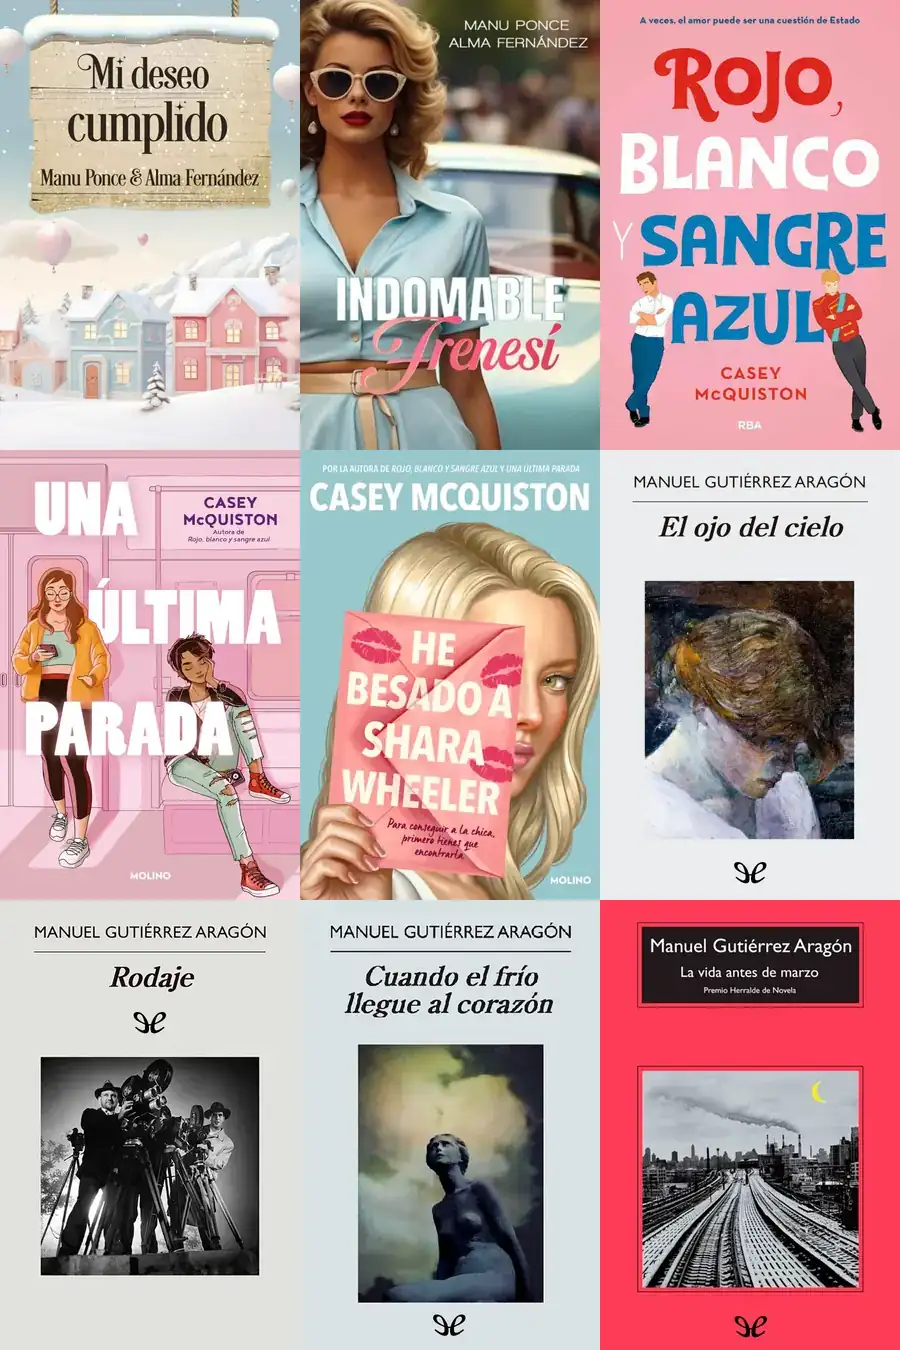 Mi deseo
cumplido
Manu Ponce & Alma Fernández
MANU PONCE
ALMA FERNÁNDEZ
INDOMABLE
Frenesí
A veces, el amor puede ser una cuestión de Estado
ROJO,
BLANCO
Y SANGRE
AZUL
CASEY
McQUISTON
RBA
UNA
ÚLTIMA
PARADA
CASEY
McQUISTON
Autora de
Rojo, blanco y sangre azul
MOLINO
POR LA AUTORA DE ROJO, BLANCO Y SANGRE AZUL Y UNA ÚLTIMA PARADA
CASEY MCQUISTON
HE
BESADO A
SHARA
WHEELER
Para conseguir a la chica,
primero tienes que
encontrarla
MOLINO
MANUEL GUTIÉRREZ ARAGÓN
El ojo del cielo
MANUEL GUTIÉRREZ ARAGÓN
Rodaje
MANUEL GUTIÉRREZ ARAGÓN
Cuando el frío
llegue al corazón
Manuel Gutiérrez Aragón
La vida antes de marzo
Premio Herralde de Novela